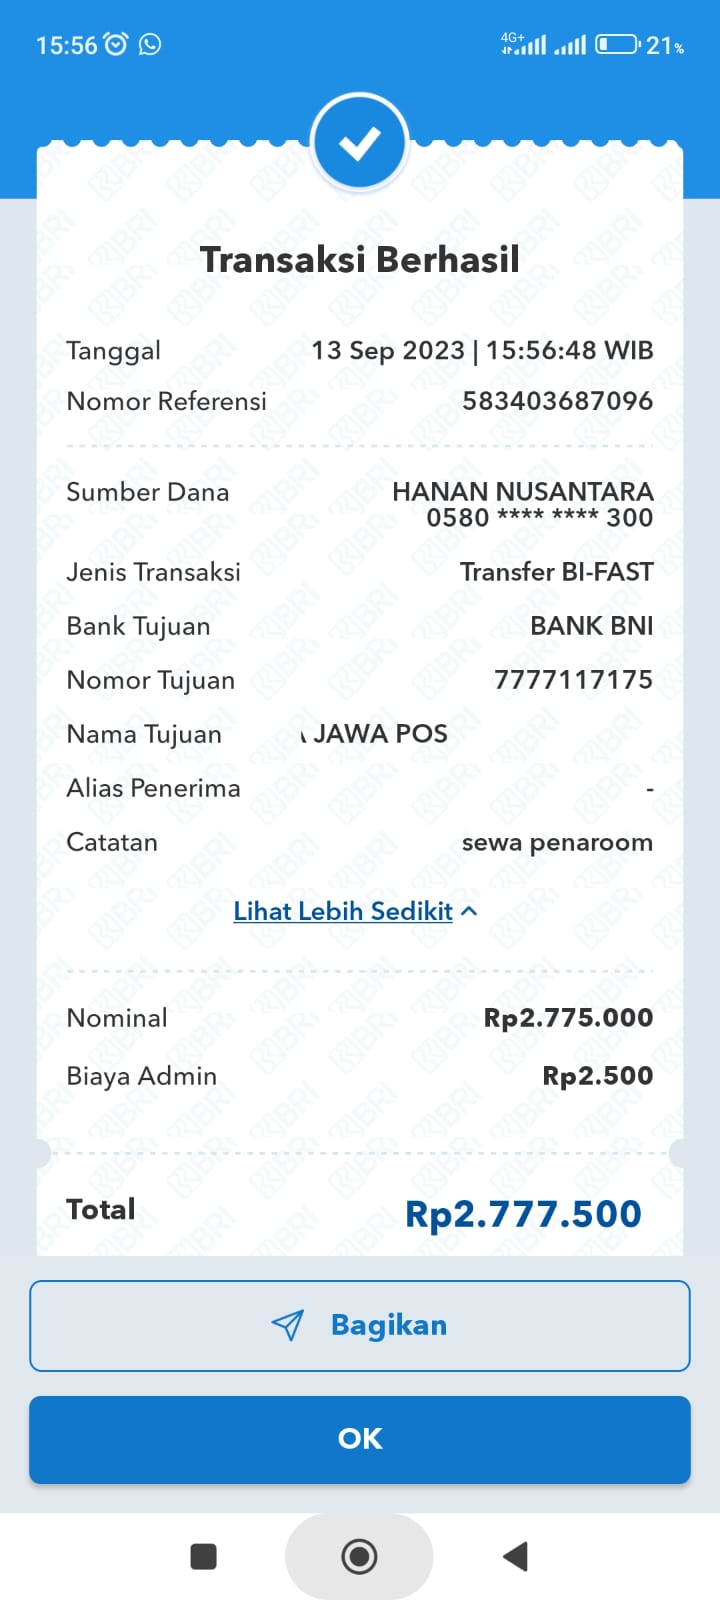 15:56 4G+ 21%
Transaksi Berhasil
Tanggal 13 Sep 2023 | 15:56:48 WIB
Nomor Referensi 583403687096
Sumber Dana HANAN NUSANTARA
0580 **** **** 300
Jenis Transaksi Transfer BI-FAST
Bank Tujuan BANK BNI
Nomor Tujuan 7777117175
Nama Tujuan JAWA POS
Alias Penerima -
Catatan sewa penaroom
Lihat Lebih Sedikit
Nominal Rp2.775.000
Biaya Admin Rp2.500
Total Rp2.777.500
Bagikan
OK